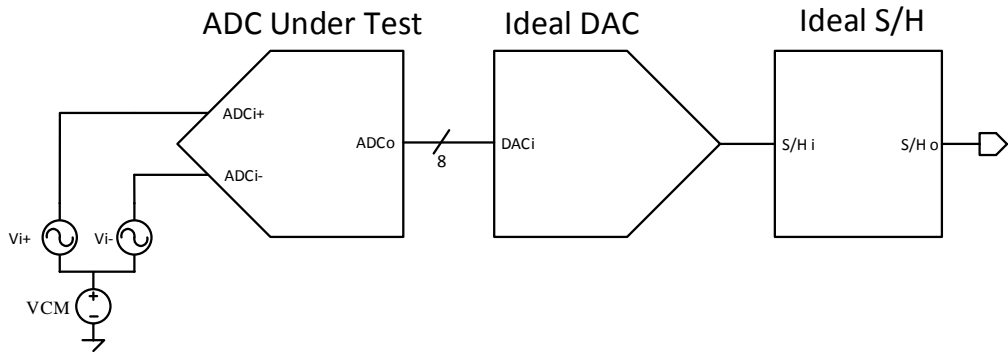 ADC Under Test
Ideal DAC
Ideal S/H
ADCi+
ADCo
8
DACi
S/H i
S/H o
ADCi-
Vi+
Vi-
VCM